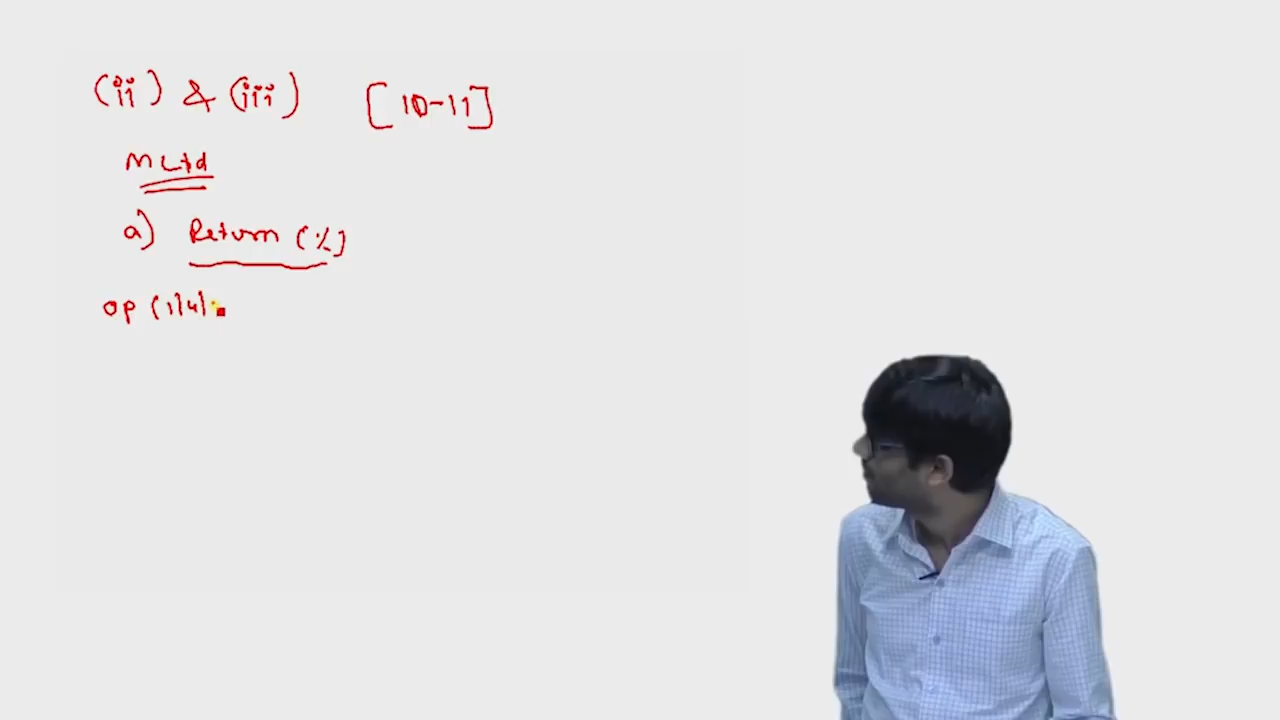 (ii) & (iii) [10-11]
M Ltd
a) Return (%)
op (1/4)